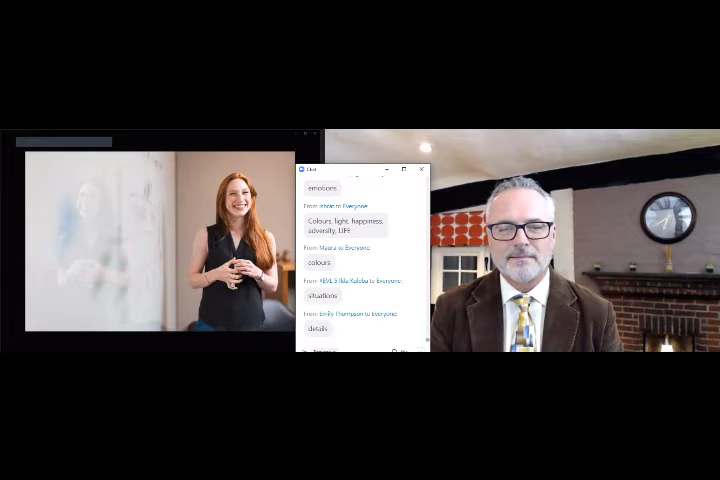 Chat
emotions
From Ishrat to Everyone:
Colours, light, happiness,
adversity, LIFE
From Maura to Everyone:
colours
situations
From Emily Thompson to Everyone:
details